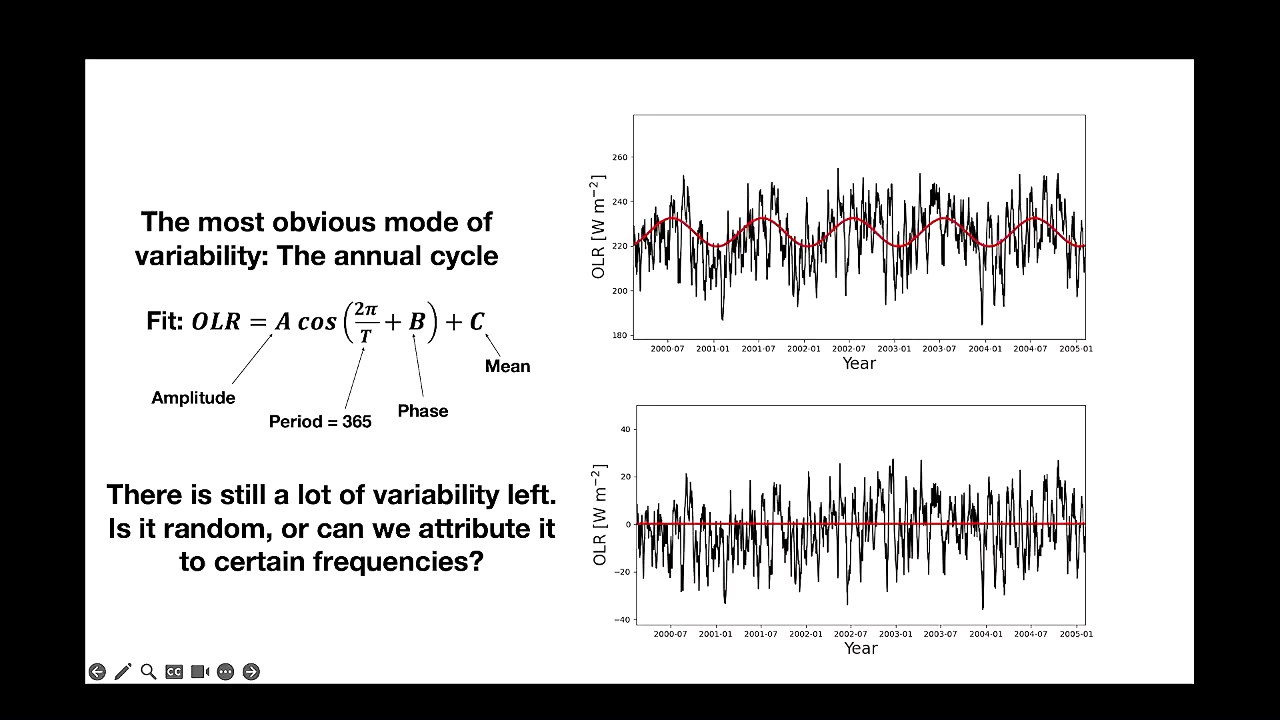 The most obvious mode of
variability: The annual cycle
Fit: OLR = A cos (2π/T + B) + C
Mean
Amplitude
Phase
Period = 365
There is still a lot of variability left.
Is it random, or can we attribute it
to certain frequencies?
OLR [W m⁻²]
260
240
220
200
180
2000-07 2001-01 2001-07 2002-01 2002-07 2003-01 2003-07 2004-01 2004-07 2005-01
Year
OLR [W m⁻²]
40
20
0
−20
−40
2000-07 2001-01 2001-07 2002-01 2002-07 2003-01 2003-07 2004-01 2004-07 2005-01
Year
CC